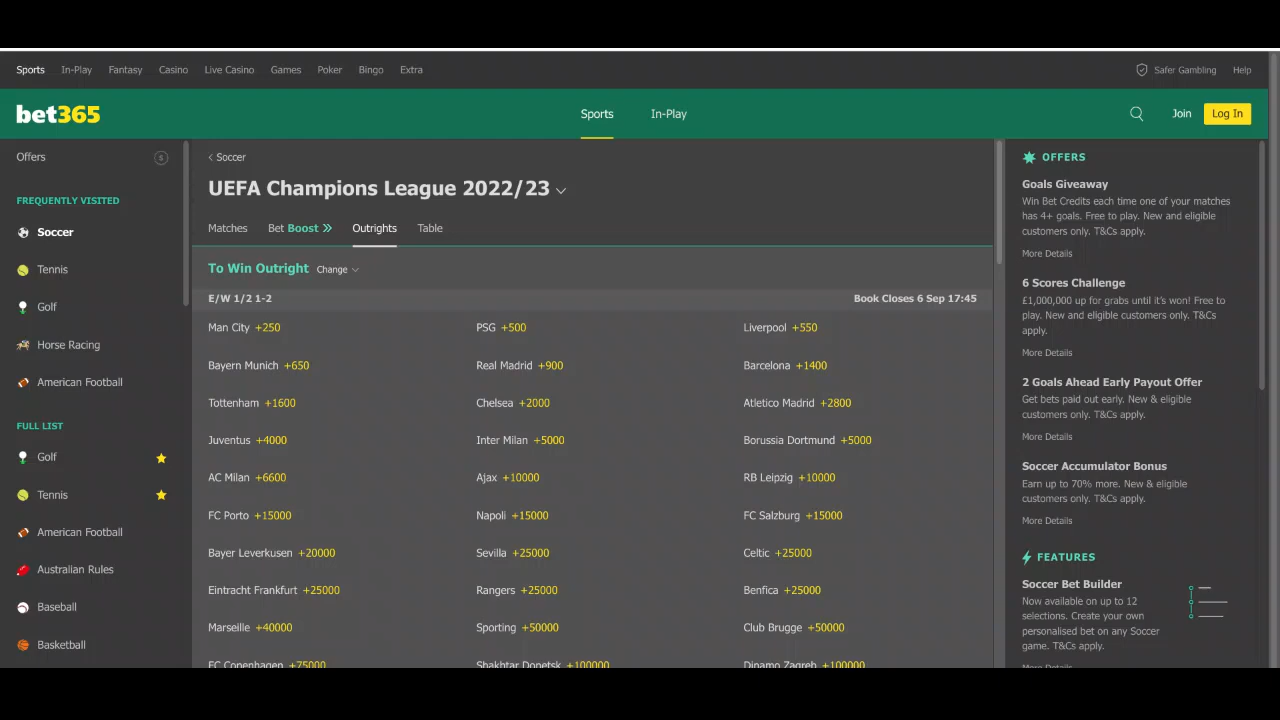 Sports In-Play Fantasy Casino Live Casino Games Poker Bingo Extra Safer Gambling Help
bet365 Sports In-Play Join Log In
Offers
FREQUENTLY VISITED
Soccer
Tennis
Golf
Horse Racing
American Football
FULL LIST
Golf
Tennis
American Football
Australian Rules
Baseball
Basketball
< Soccer
UEFA Champions League 2022/23
Matches Bet Boost Outrights Table
To Win Outright Change
E/W 1/2 1-2 Book Closes 6 Sep 17:45
Man City +250 PSG +500 Liverpool +550
Bayern Munich +650 Real Madrid +900 Barcelona +1400
Tottenham +1600 Chelsea +2000 Atletico Madrid +2800
Juventus +4000 Inter Milan +5000 Borussia Dortmund +5000
AC Milan +6600 Ajax +10000 RB Leipzig +10000
FC Porto +15000 Napoli +15000 FC Salzburg +15000
Bayer Leverkusen +20000 Sevilla +25000 Celtic +25000
Eintracht Frankfurt +25000 Rangers +25000 Benfica +25000
Marseille +40000 Sporting +50000 Club Brugge +50000
FC Copenhagen +75000 Shakhtar Donetsk +100000 Dinamo Zagreb +100000
OFFERS
Goals Giveaway
Win Bet Credits each time one of your matches
has 4+ goals. Free to play. New and eligible
customers only. T&Cs apply.
More Details
6 Scores Challenge
£1,000,000 up for grabs until it's won! Free to
play. New and eligible customers only. T&Cs
apply.
More Details
2 Goals Ahead Early Payout Offer
Get bets paid out early. New & eligible
customers only. T&Cs apply.
More Details
Soccer Accumulator Bonus
Earn up to 70% more. New & eligible
customers only. T&Cs apply.
More Details
FEATURES
Soccer Bet Builder
Now available on up to 12
selections. Create your own
personalised bet on any Soccer
game. T&Cs apply.
More Details